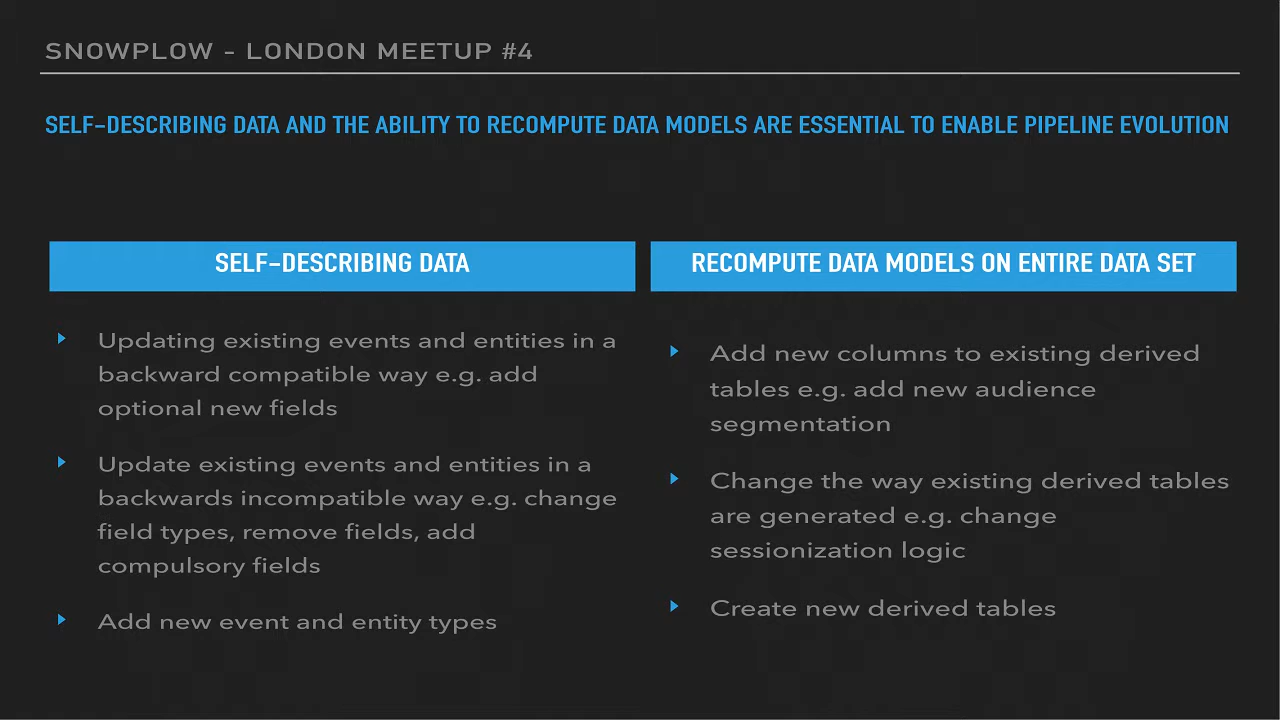 SNOWPLOW - LONDON MEETUP #4
SELF-DESCRIBING DATA AND THE ABILITY TO RECOMPUTE DATA MODELS ARE ESSENTIAL TO ENABLE PIPELINE EVOLUTION
SELF-DESCRIBING DATA
Updating existing events and entities in a
backward compatible way e.g. add
optional new fields
Update existing events and entities in a
backwards incompatible way e.g. change
field types, remove fields, add
compulsory fields
Add new event and entity types
RECOMPUTE DATA MODELS ON ENTIRE DATA SET
Add new columns to existing derived
tables e.g. add new audience
segmentation
Change the way existing derived tables
are generated e.g. change
sessionization logic
Create new derived tables